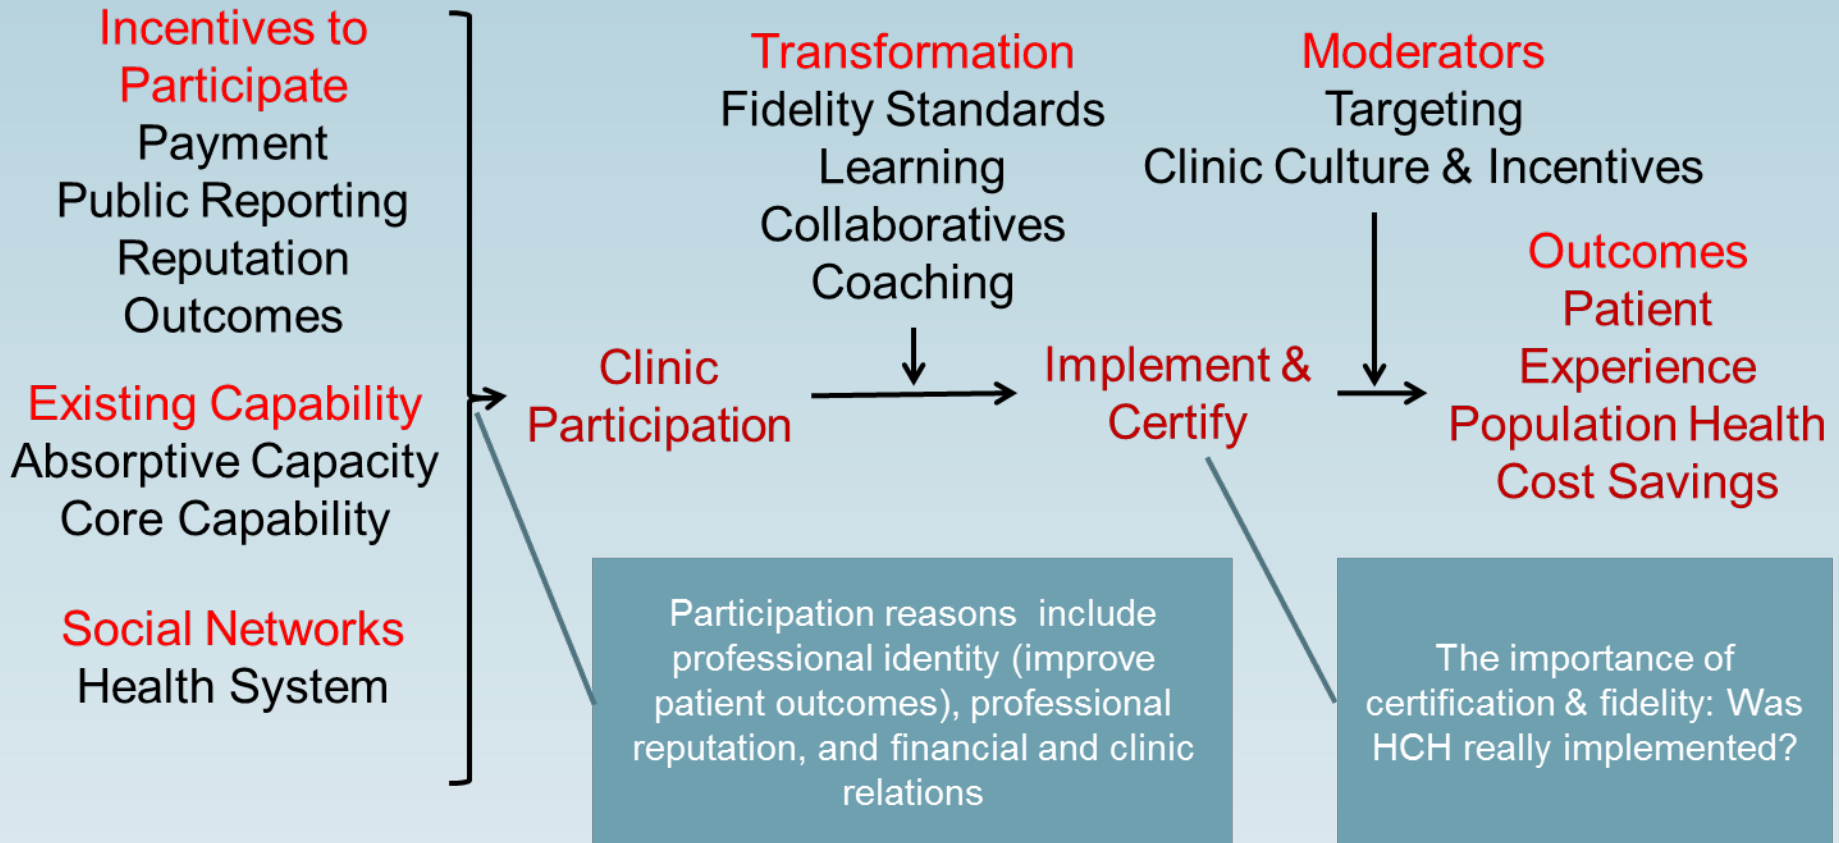 Incentives to
Participate
Payment
Public Reporting
Reputation
Outcomes
Existing Capability
Absorptive Capacity
Core Capability
Social Networks
Health System
Clinic
Participation
Transformation
Fidelity Standards
Learning
Collaboratives
Coaching
Implement &
Certify
Moderators
Targeting
Clinic Culture & Incentives
Outcomes
Patient
Experience
Population Health
Cost Savings
Participation reasons include
professional identity (improve
patient outcomes), professional
reputation, and financial and clinic
relations
The importance of
certification & fidelity: Was
HCH really implemented?